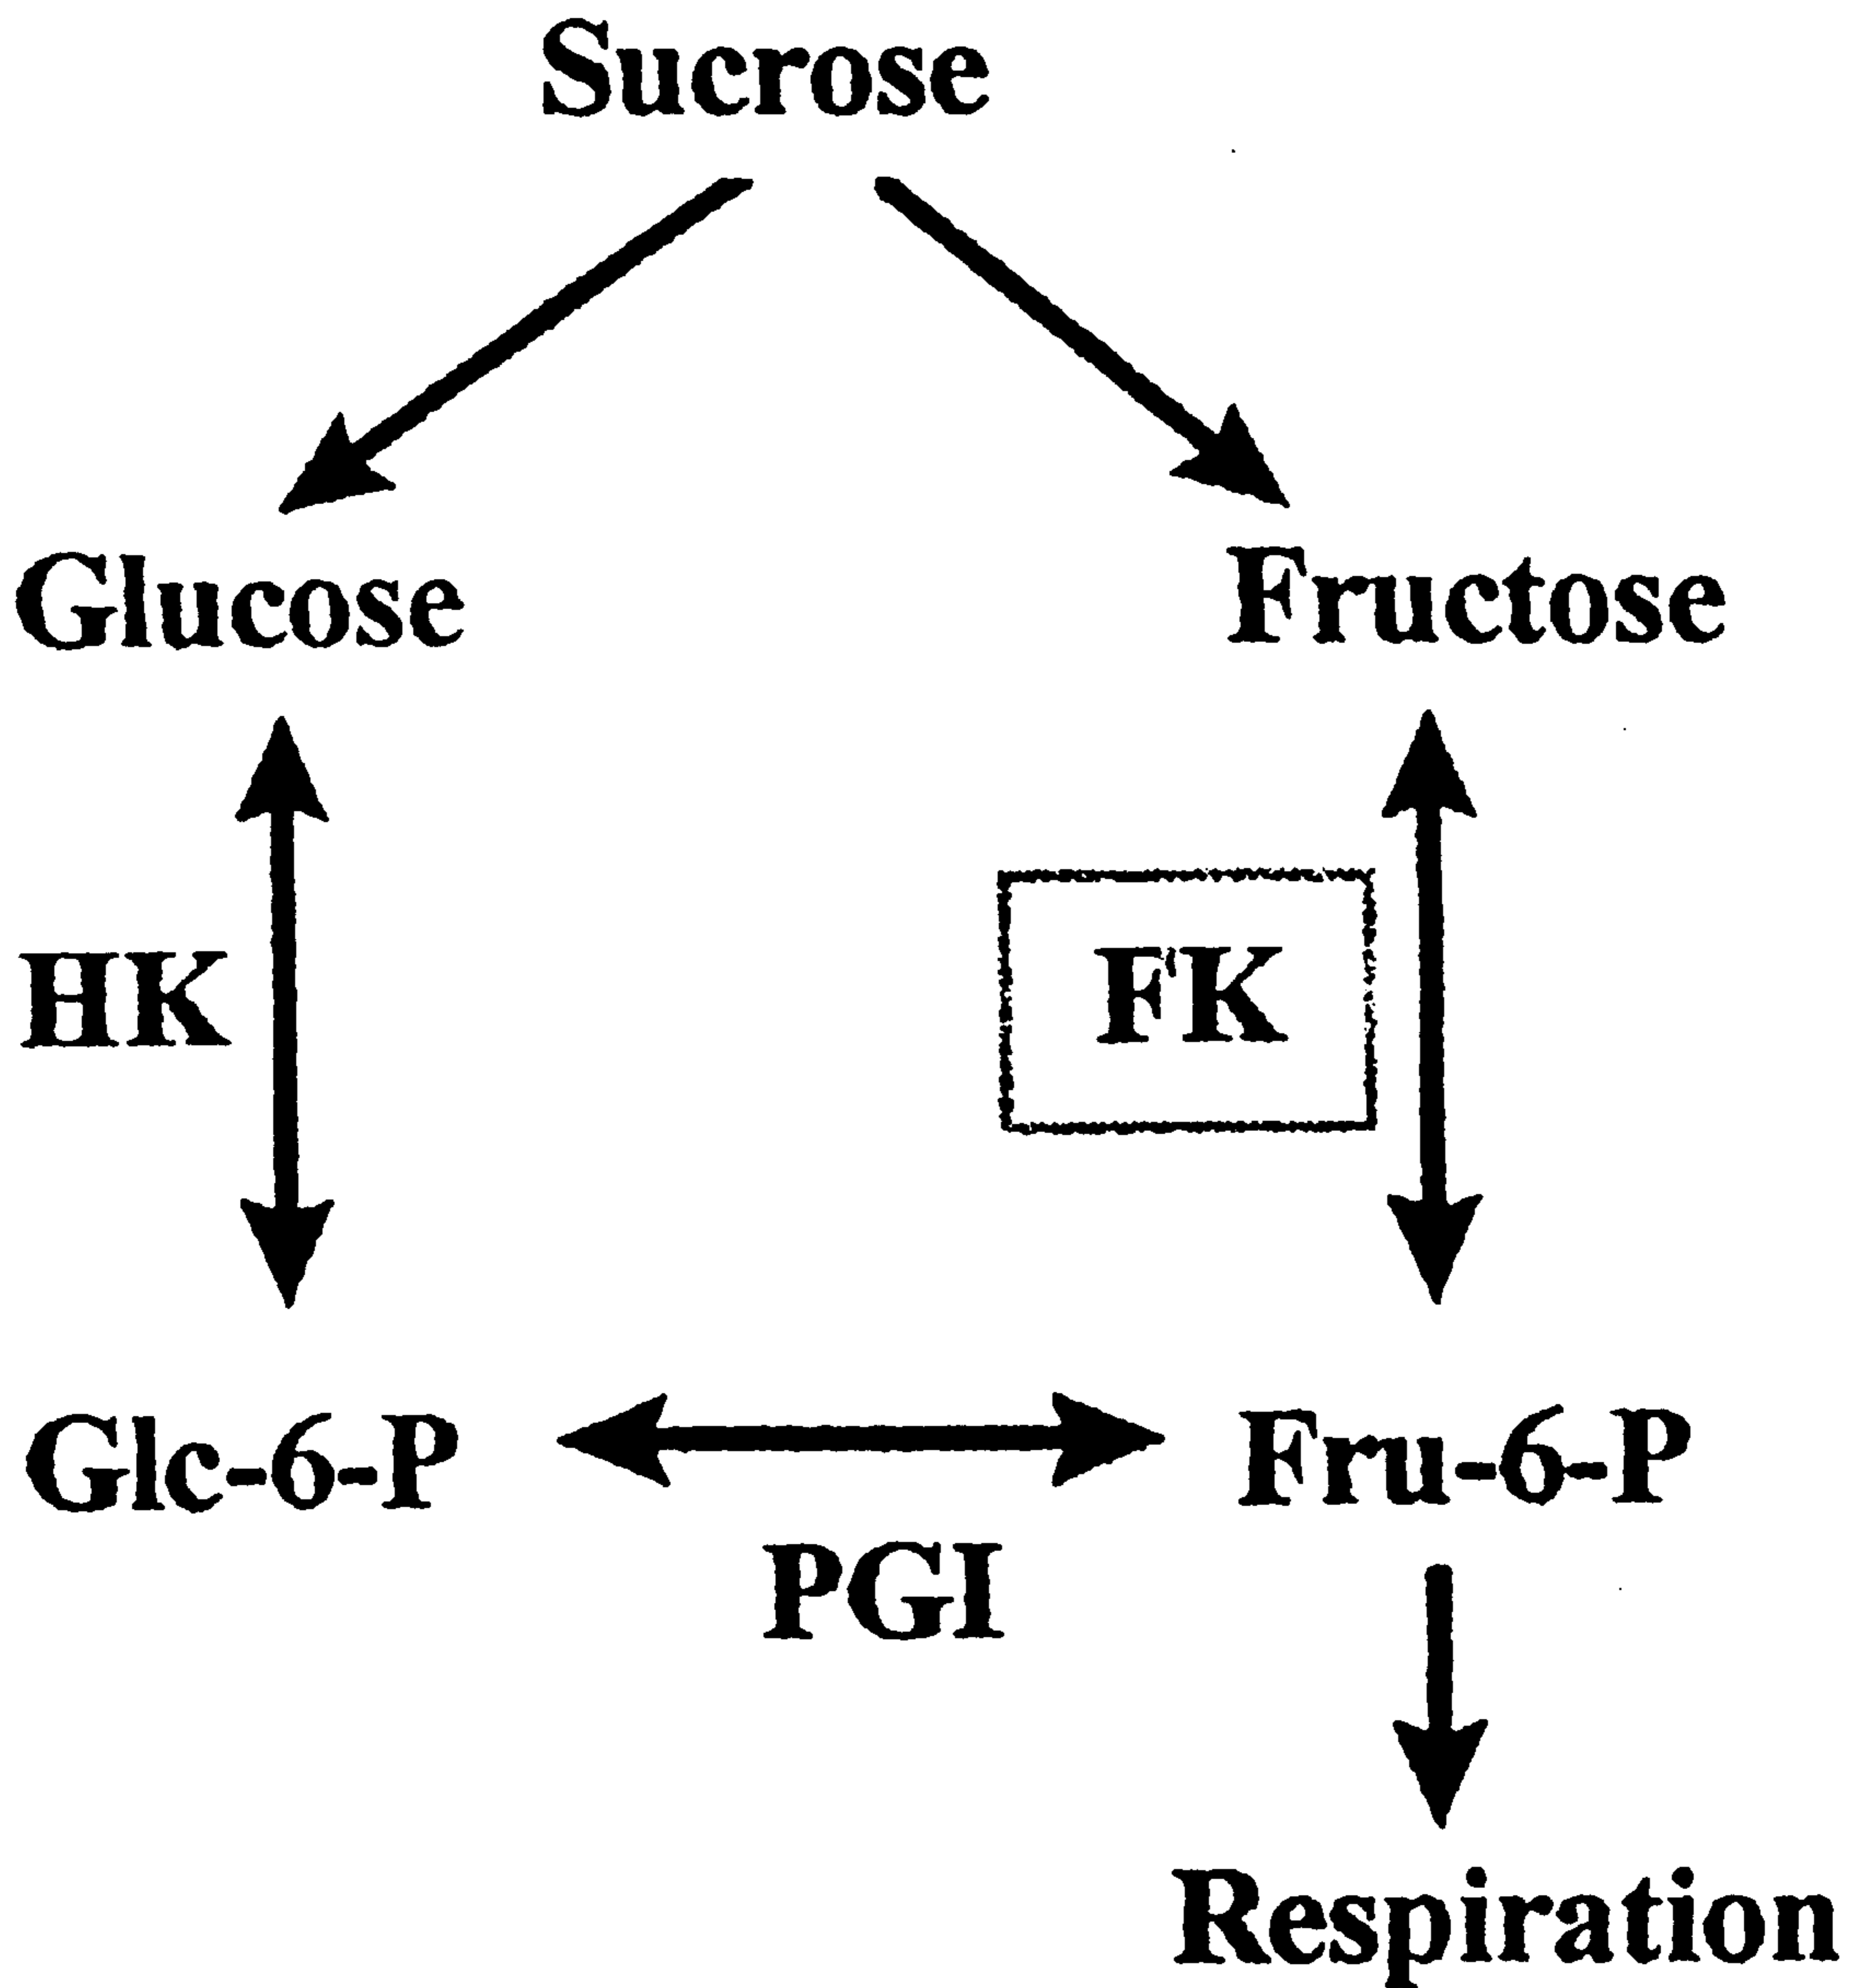 Sucrose
Glucose Fructose
HK FK
Glc-6-P Fru-6-P
PGI
Respiration